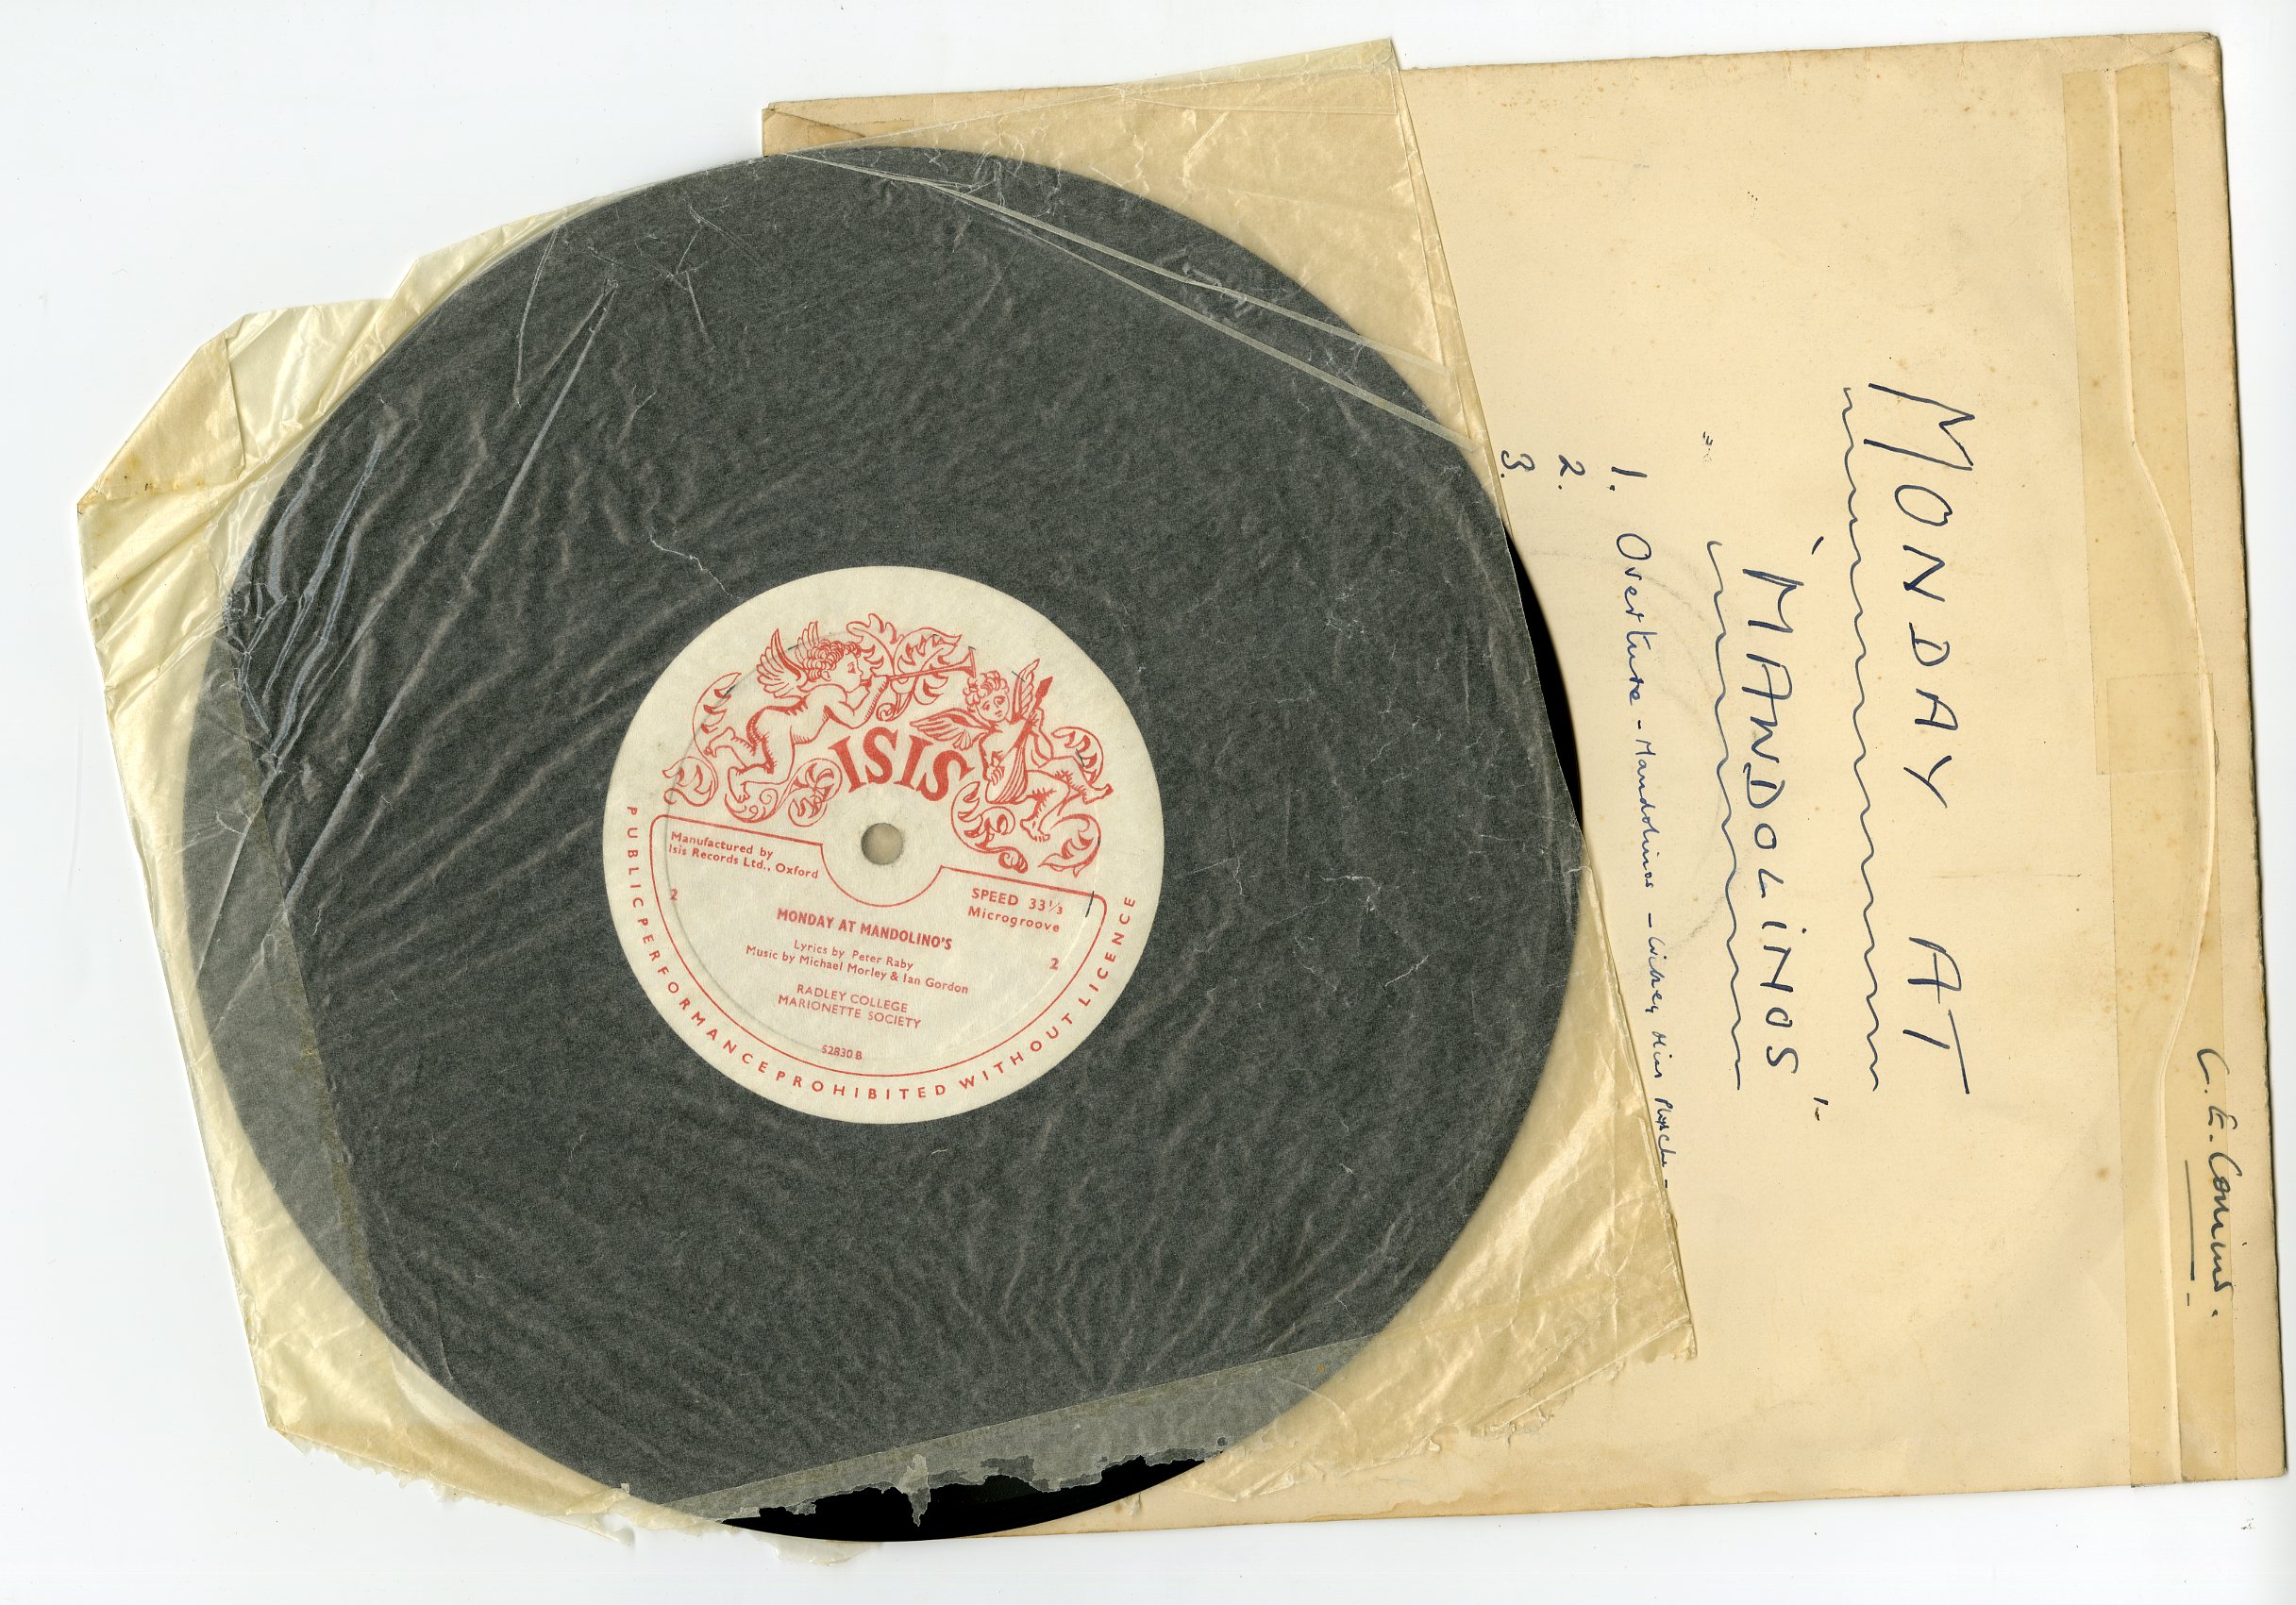 ISIS
Manufactured by
Isis Records Ltd., Oxford
2
SPEED 33⅓
Microgroove
2
MONDAY AT MANDOLINO'S
Lyrics by Peter Raby
Music by Michael Morley & Ian Gordon
RADLEY COLLEGE
MARIONETTE SOCIETY
52830 B
PUBLIC PERFORMANCE PROHIBITED WITHOUT LICENCE
MONDAY AT
'MANDOLINOS'
1. Overture - Mandolinos -
2.
3.
C. E.